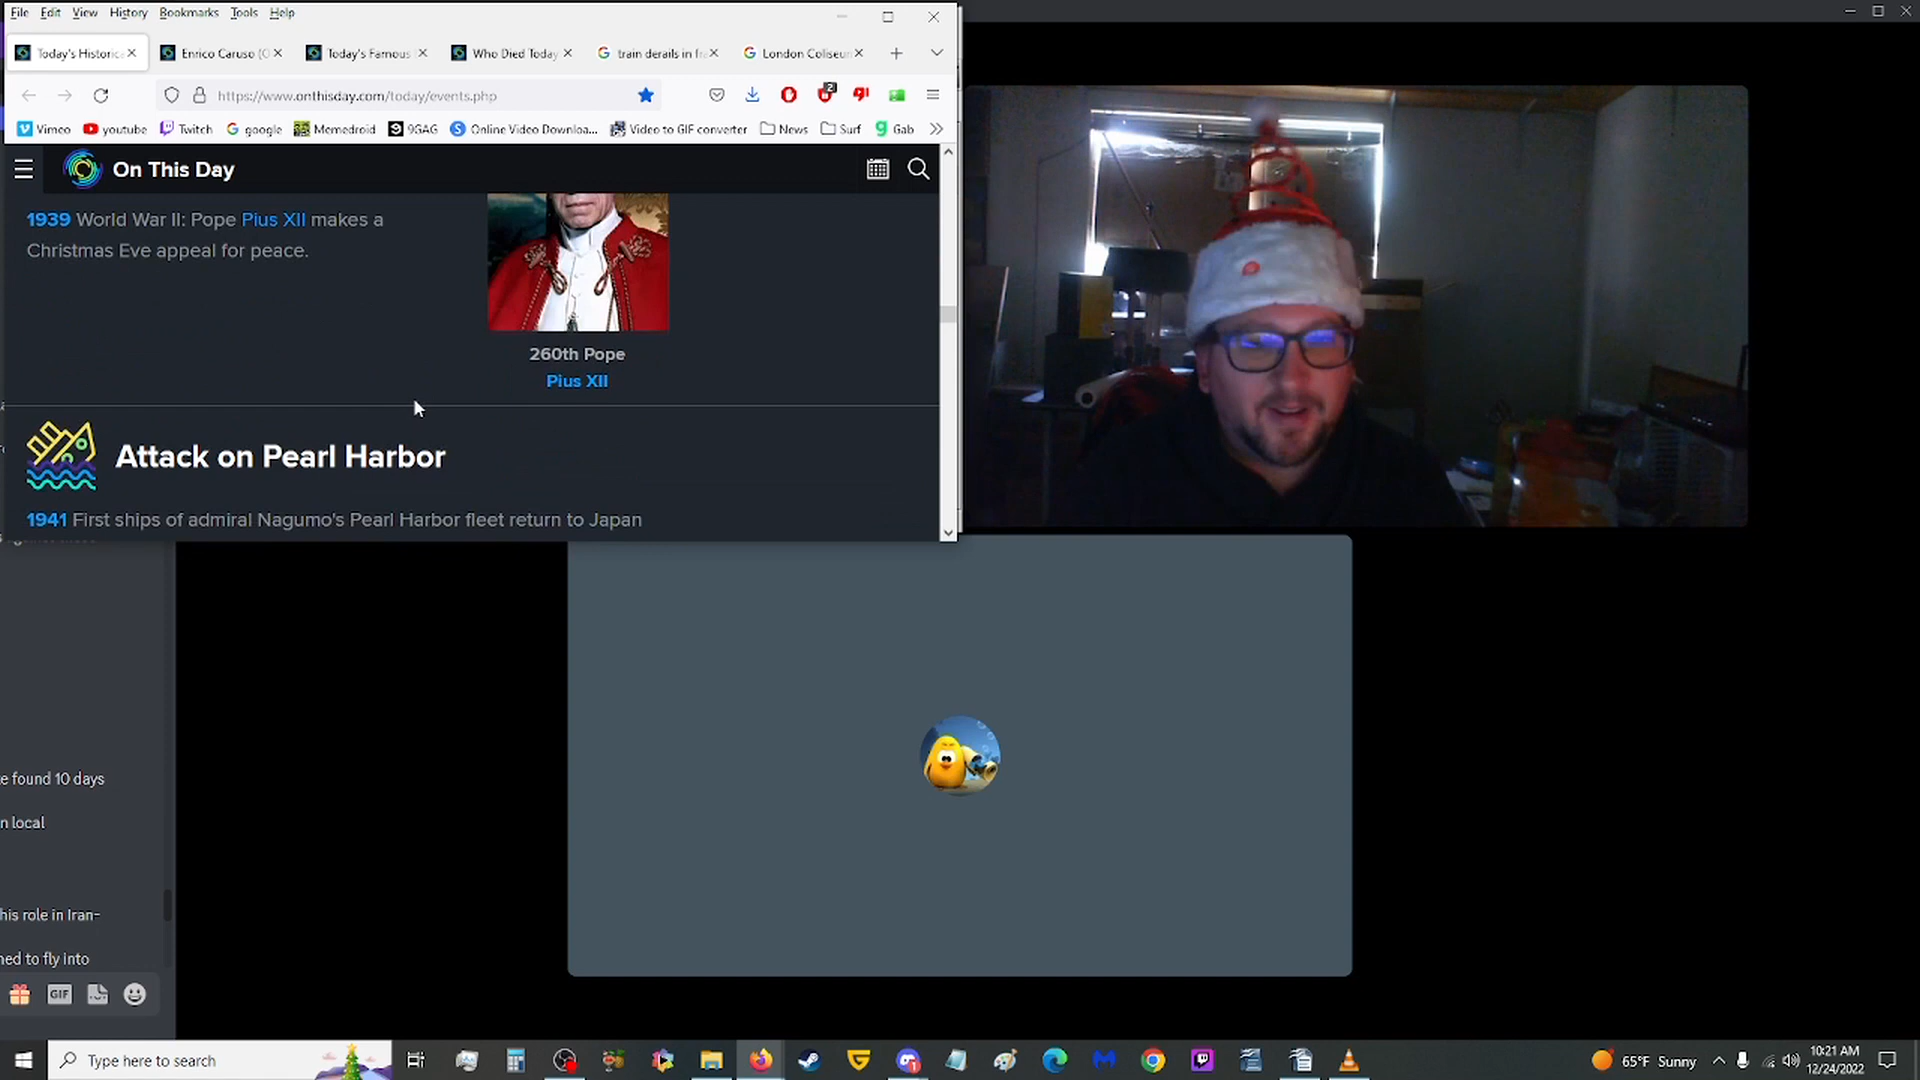 File Edit View History Bookmarks Tools Help
Today's Historica
Enrico Caruso (O
Today's Famous
Who Died Today
train derails in fra
London Coliseum
https://www.onthisday.com/today/events.php
2
Vimeo
youtube
Twitch
google
Memedroid
9GAG
Online Video Downloa...
Video to GIF converter
News
Surf
Gab
On This Day
1939 World War II: Pope Pius XII makes a
Christmas Eve appeal for peace.
260th Pope
Pius XII
Attack on Pearl Harbor
1941 First ships of admiral Nagumo's Pearl Harbor fleet return to Japan
e found 10 days
n local
his role in Iran-
ned to fly into
GIF
Type here to search
1
65°F Sunny
10:21 AM
12/24/2022